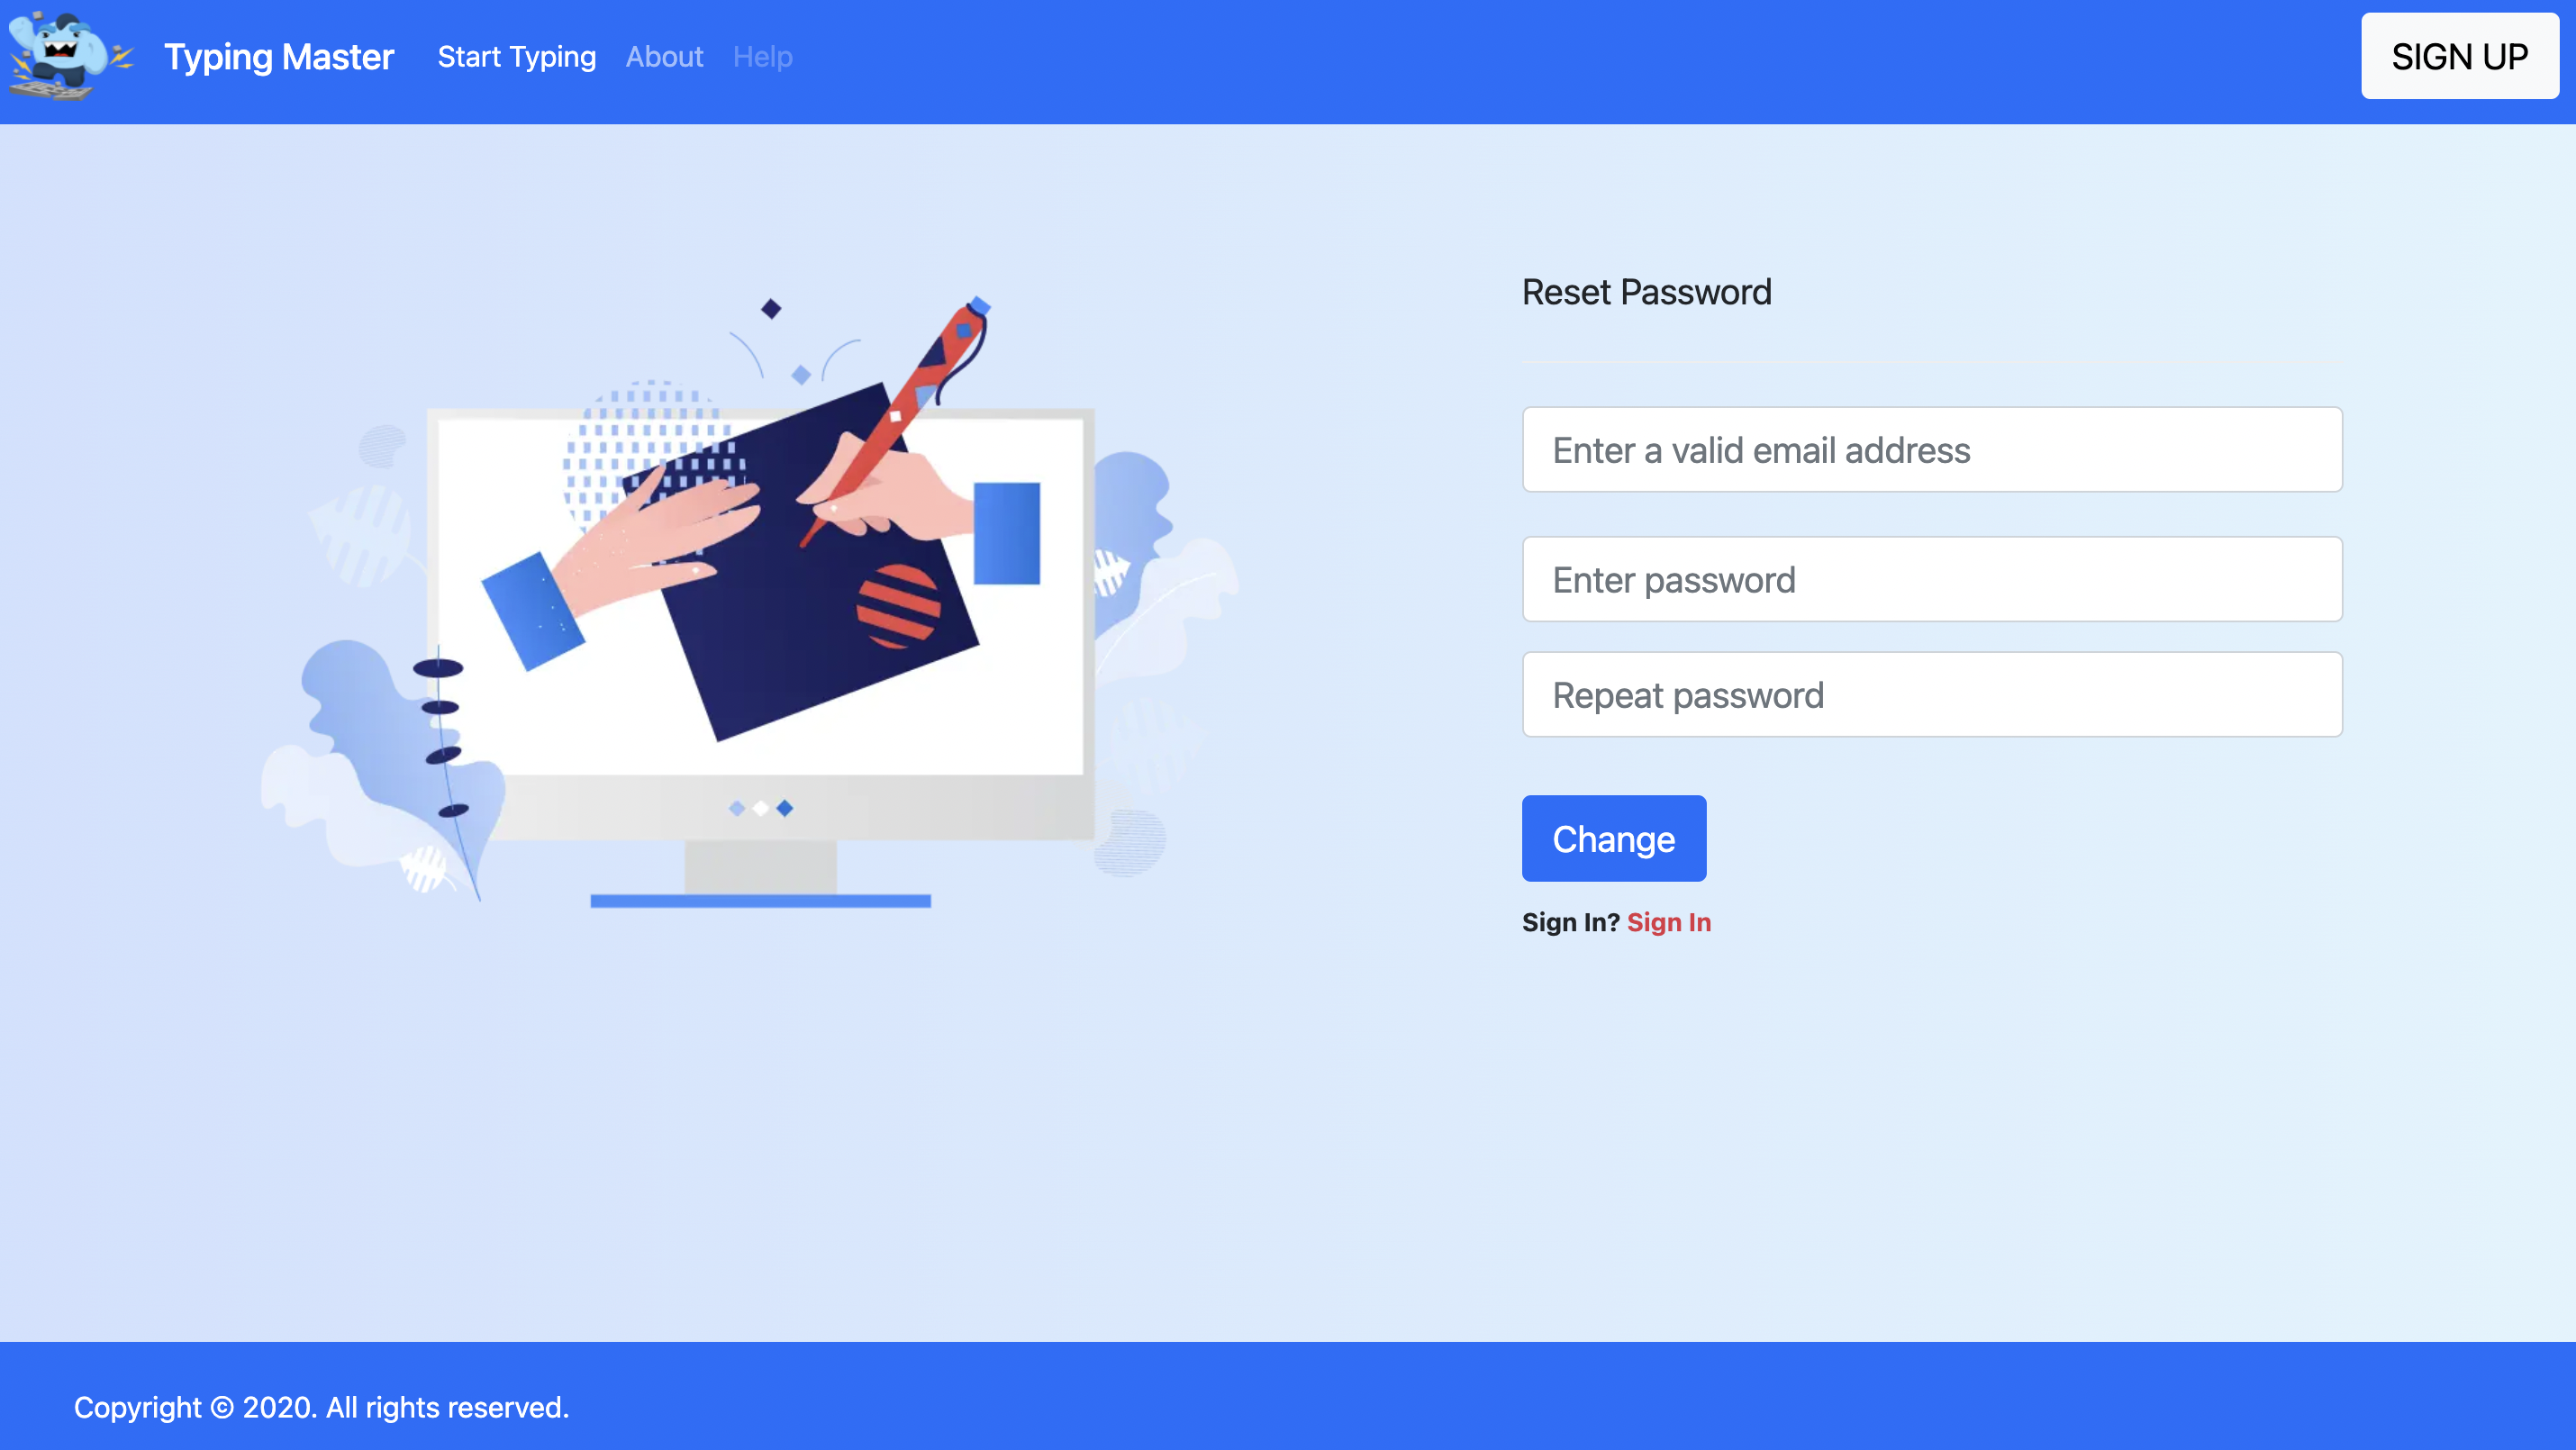 Typing Master Start Typing About Help SIGN UP
Reset Password
Enter a valid email address
Enter password
Repeat password
Change
Sign In? Sign In
Copyright © 2020. All rights reserved.